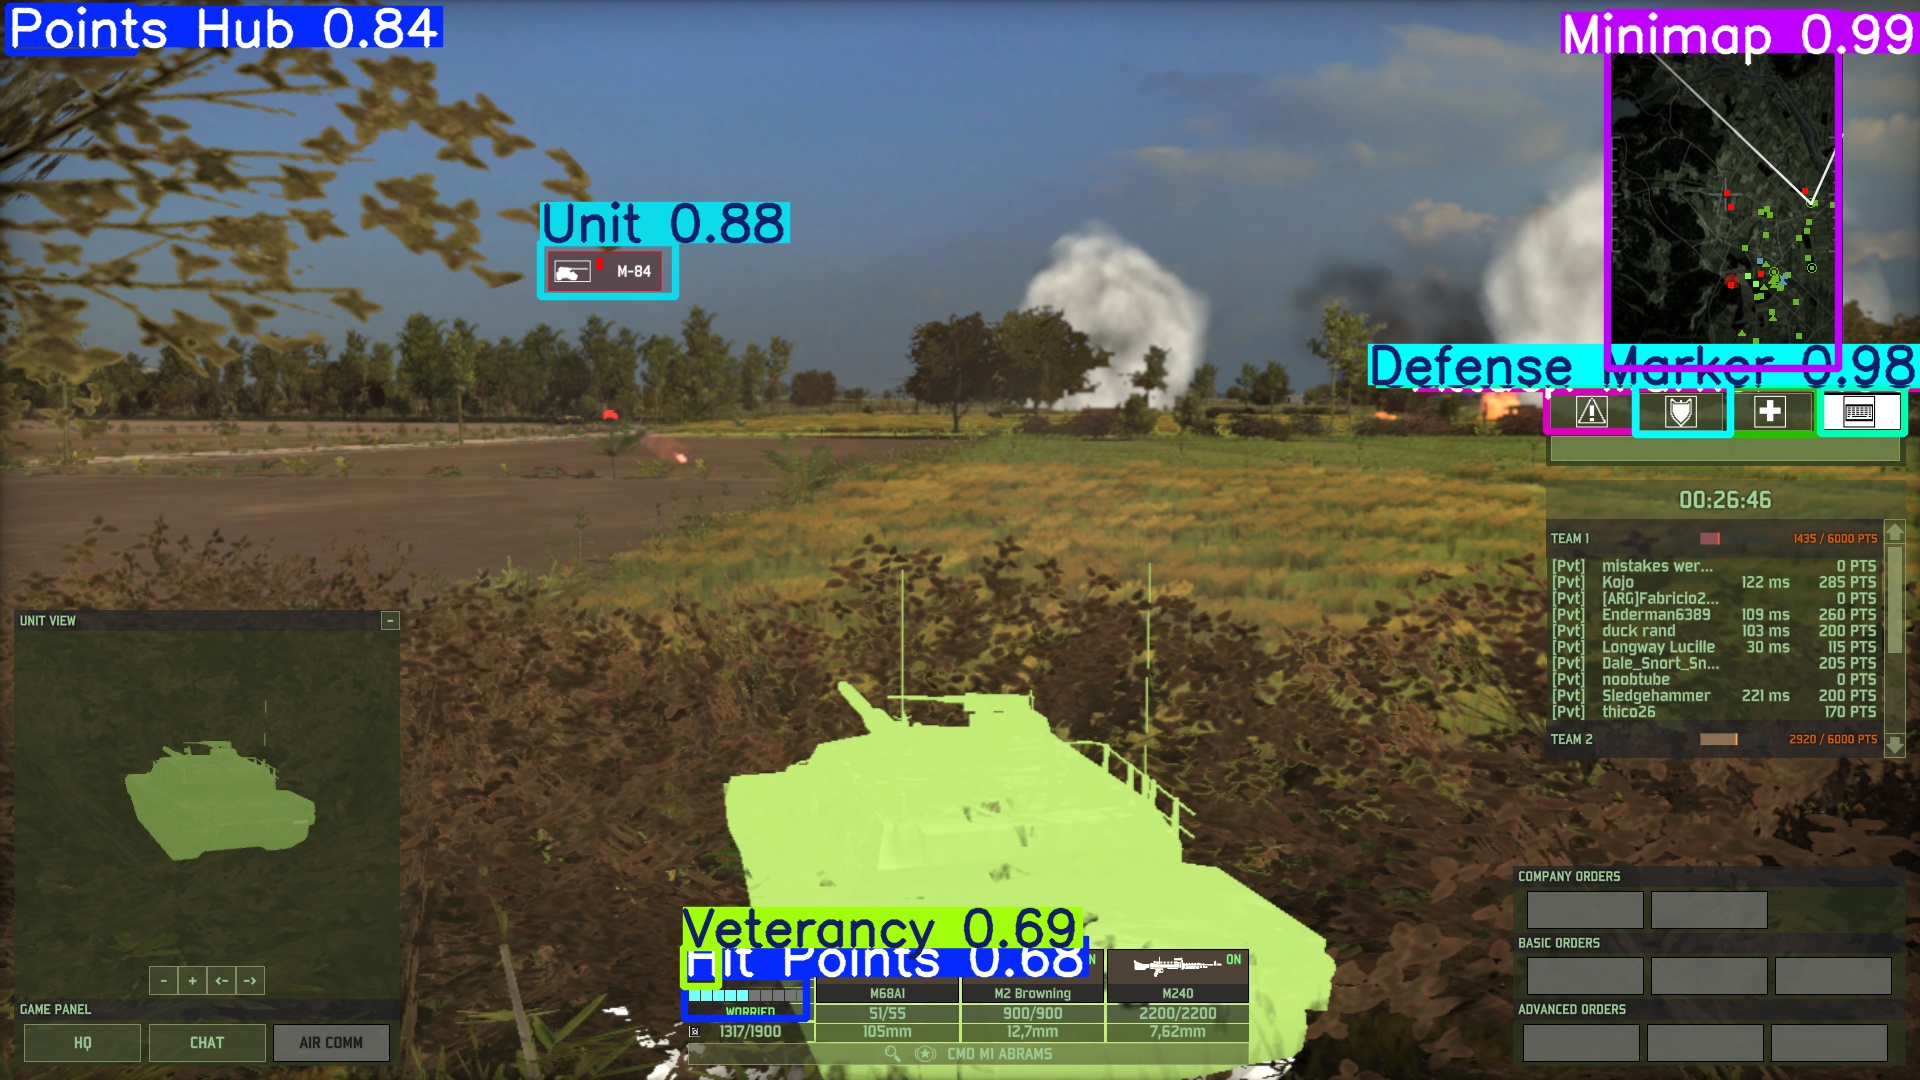 Points Hub 0.84
Minimap 0.99
Unit 0.88
M-84
Defense Marker 0.98
00:26:46
TEAM 1 1435 / 6000 PTS
[Pvt] mistakes wer... 0 PTS
[Pvt] Kojo 122 ms 285 PTS
[Pvt] [ARG]Fabricio2... 0 PTS
[Pvt] Enderman6389 109 ms 260 PTS
[Pvt] duck rand 103 ms 200 PTS
[Pvt] Longway Lucille 30 ms 115 PTS
[Pvt] Dale_Snort_Sn... 205 PTS
[Pvt] noobtube 0 PTS
[Pvt] Sledgehammer 221 ms 200 PTS
[Pvt] thico26 170 PTS
TEAM 2 2920 / 6000 PTS
UNIT VIEW
-
- + <- ->
GAME PANEL
HQ CHAT AIR COMM
Veterancy 0.69
Hit Points 0.68
N ON
M68A1 M2 Browning M240
WORRIED 51/55 900/900 2200/2200
1317/1900 105mm 12,7mm 7,62mm
CMD M1 ABRAMS
COMPANY ORDERS
BASIC ORDERS
ADVANCED ORDERS